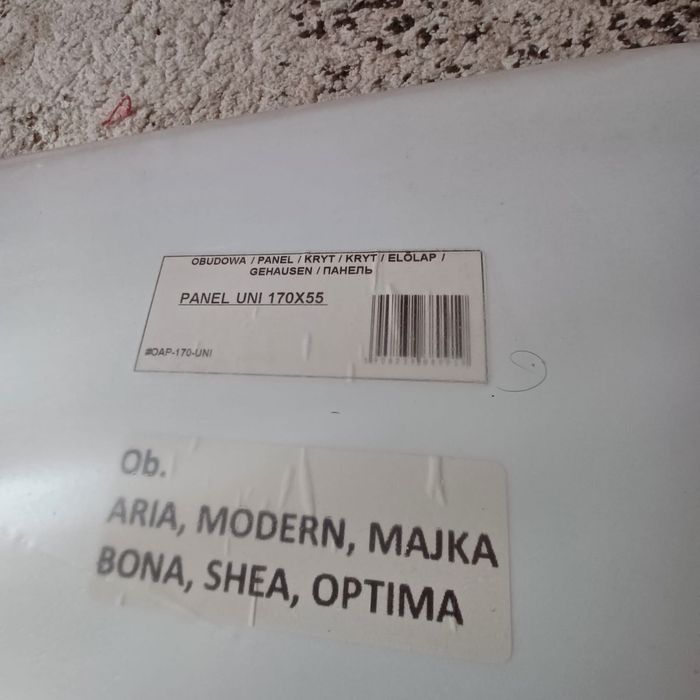 OBUDOWA / PANEL / KRYT / KRYT / ELŐLAP /
GEHAUSEN / ПАНЕЛЬ
PANEL UNI 170X55
#OAP-170-UNI
Ob.
ARIA, MODERN, MAJKA
BONA, SHEA, OPTIMA